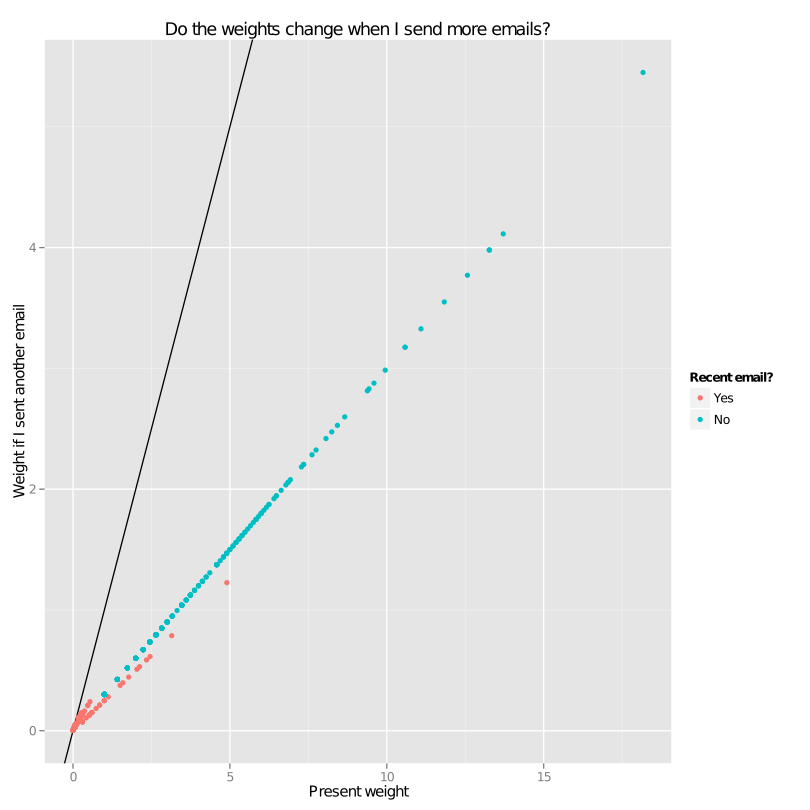 Do the weights change when I send more emails?
Weight if I sent another email
4
2
0
0 5 10 15
Present weight
Recent email?
Yes
No